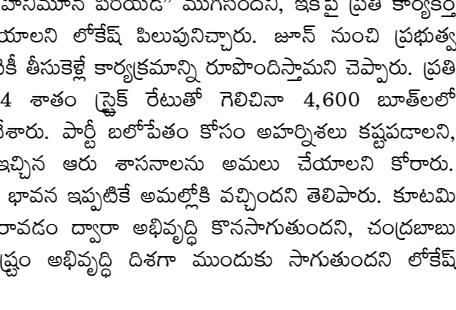 హనీమూన్ పీరియడ్" ముగిసిందని, ఇకపై ప్రతి కార్యకర్త
యాలని లోకేష్ పిలుపునిచ్చారు. జూన్ నుంచి ప్రభుత్వ
కీ తీసుకెళ్లే కార్యక్రమాన్ని రూపొందిస్తామని చెప్పారు. ప్రతి
4 శాతం స్ట్రైక్ రేటుతో గెలిచినా 4,600 బూత్‌లలో
శారు. పార్టీ బలోపేతం కోసం అహర్నిశలు కష్టపడాలని,
ఇచ్చిన ఆరు శాసనాలను అమలు చేయాలని కోరారు.
భావన ఇప్పటికే అమల్లోకి వచ్చిందని తెలిపారు. కూటమి
రావడం ద్వారా అభివృద్ధి కొనసాగుతుందని, చంద్రబాబు
ష్ట్రం అభివృద్ధి దిశగా ముందుకు సాగుతుందని లోకేష్